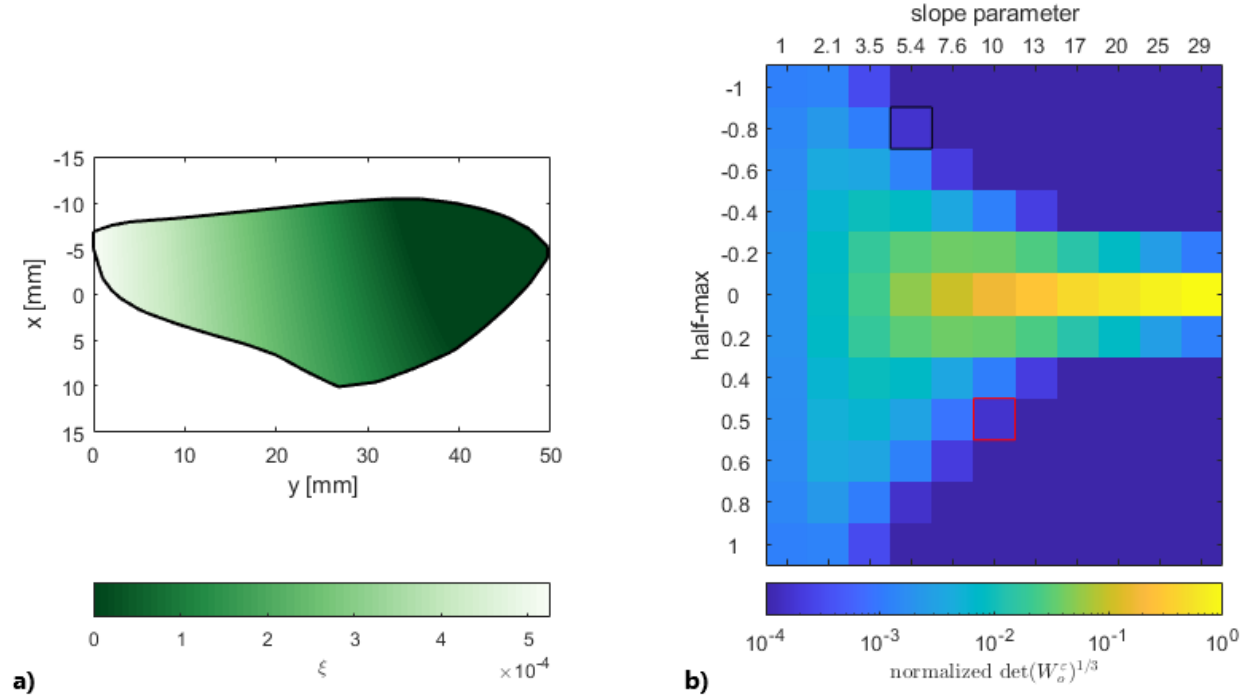 slope parameter
1 2.1 3.5 5.4 7.6 10 13 17 20 25 29
-1
-0.8
-0.6
-0.4
-0.2
0
0.2
0.4
0.5
0.6
0.8
1
half-max
10^-4 10^-3 10^-2 10^-1 10^0
normalized det(W_o^ε)^1/3
b)
-15
-10
-5
0
5
10
15
x [mm]
0 10 20 30 40 50
y [mm]
0 1 2 3 4 5
×10^-4
ξ
a)